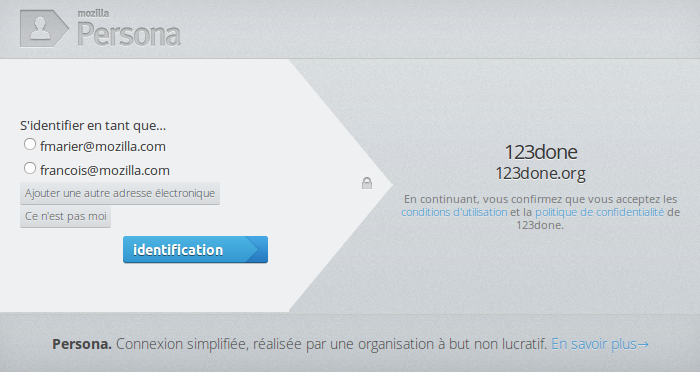 mozilla
Persona
S'identifier en tant que...
fmarier@mozilla.com
francois@mozilla.com
Ajouter une autre adresse électronique
Ce n'est pas moi
identification
123done
123done.org
En continuant, vous confirmez que vous acceptez les
conditions d'utilisation et la politique de confidentialité de
123done.
Persona. Connexion simplifiée, réalisée par une organisation à but non lucratif. En savoir plus→